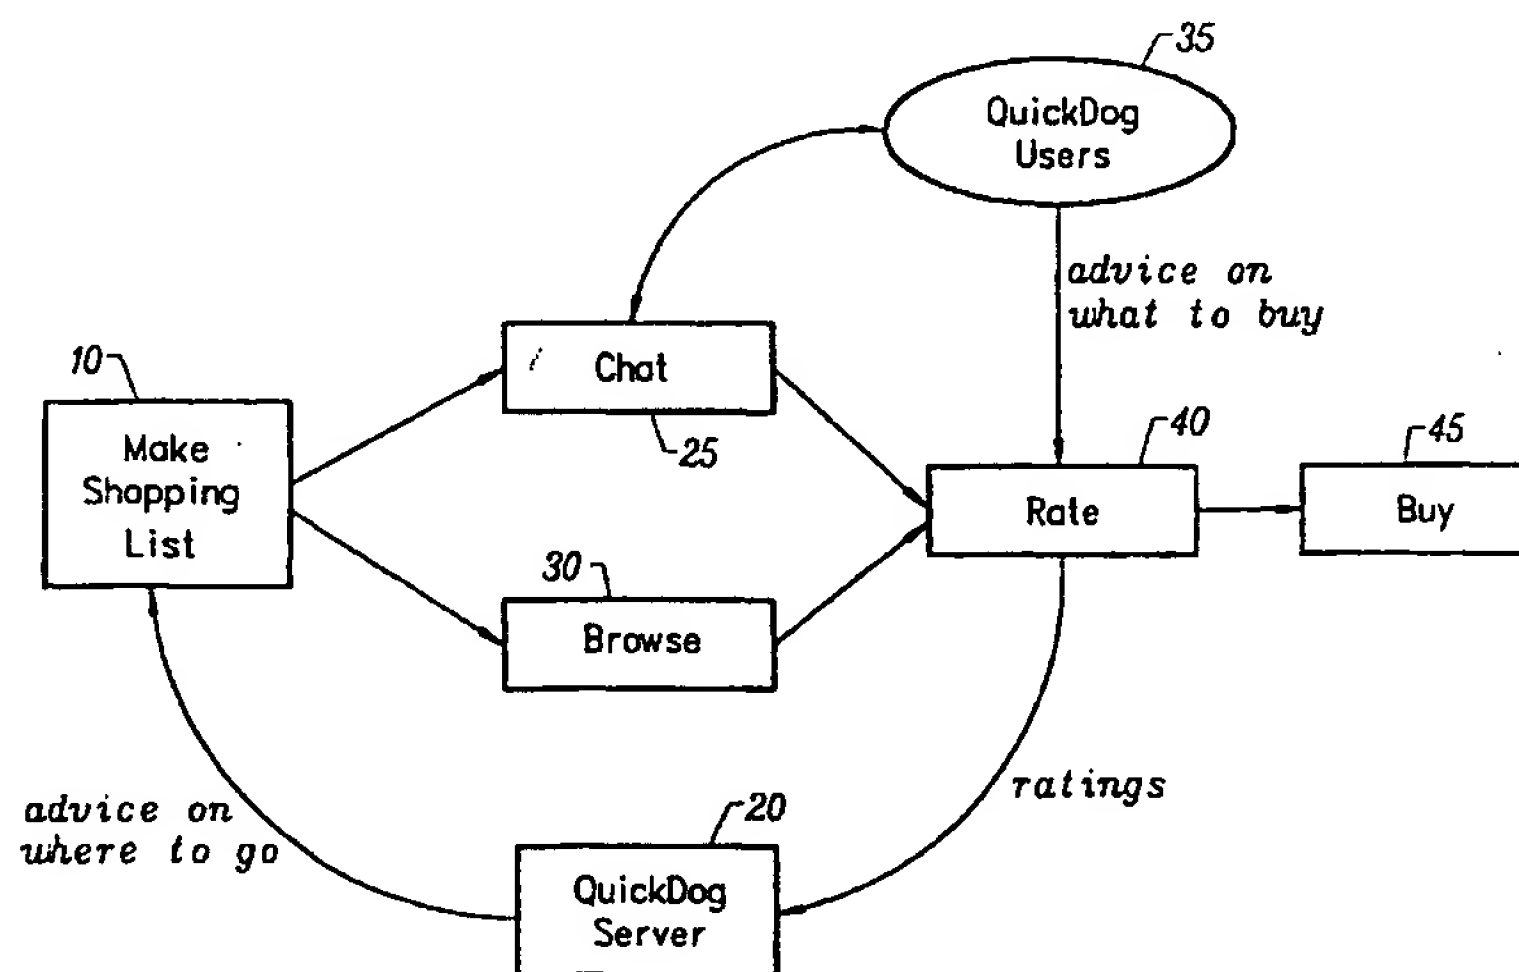 35
QuickDog
Users
advice on
what to buy
10
Chat
25
Make
Shopping
List
40
45
Rate
Buy
30
Browse
ratings
advice on
where to go
20
QuickDog
Server